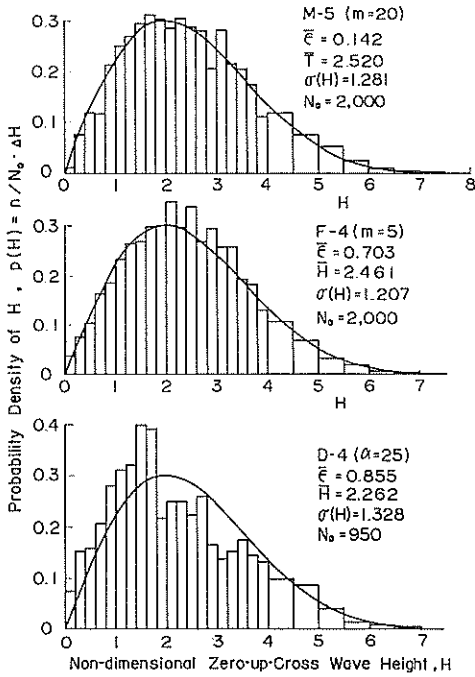 M-5 (m=20)
ε̄ = 0.142
T̄ = 2.520
σ(H)=1.281
N₀ = 2,000
0.3
0.2
0.1
0
0 1 2 3 4 5 6 7 8
H
F-4 (m=5)
ε̄ = 0.703
H̄ = 2.461
σ(H)=1.207
N₀ = 2,000
0.3
0.2
0.1
0
0 1 2 3 4 5 6 7
H
D-4 (α=25)
ε̄ = 0.855
H̄ = 2.262
σ(H)=1.328
N₀ = 950
0.4
0.3
0.2
0.1
0
0 1 2 3 4 5 6 7
Non-dimensional Zero-up-Cross Wave Height, H
Probability Density of H, p(H) = n/N₀· ΔH